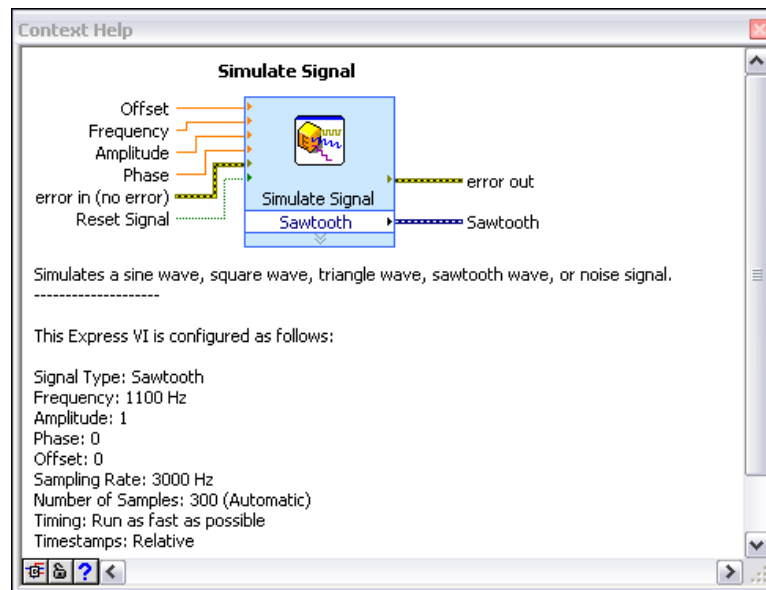 Context Help
Simulate Signal
Offset
Frequency
Amplitude
Phase
error in (no error)
Reset Signal
Simulate Signal
Sawtooth
error out
Sawtooth
Simulates a sine wave, square wave, triangle wave, sawtooth wave, or noise signal.
--------------------
This Express VI is configured as follows:
Signal Type: Sawtooth
Frequency: 1100 Hz
Amplitude: 1
Phase: 0
Offset: 0
Sampling Rate: 3000 Hz
Number of Samples: 300 (Automatic)
Timing: Run as fast as possible
Timestamps: Relative
?